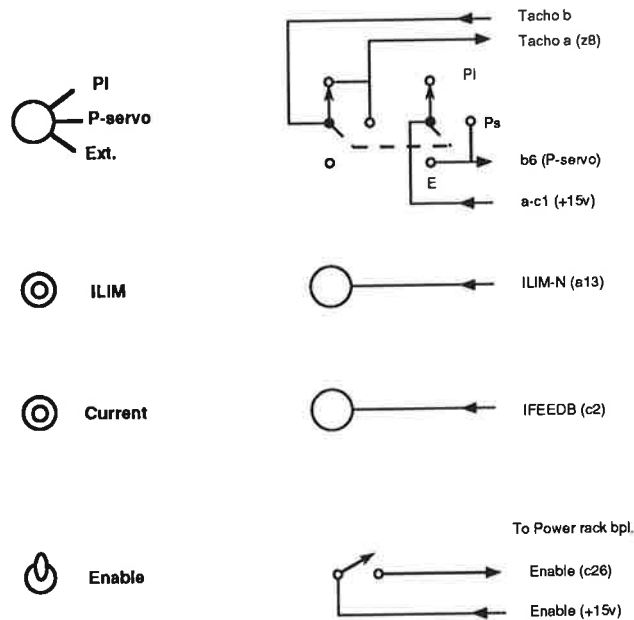 Tacho b
Tacho a (z8)
PI
P-servo
Ext.
PI
Ps
E
b6 (P-servo)
a-c1 (+15v)
ILIM
ILIM-N (a13)
Current
IFEEDB (c2)
To Power rack bpl.
Enable
Enable (c26)
Enable (+15v)